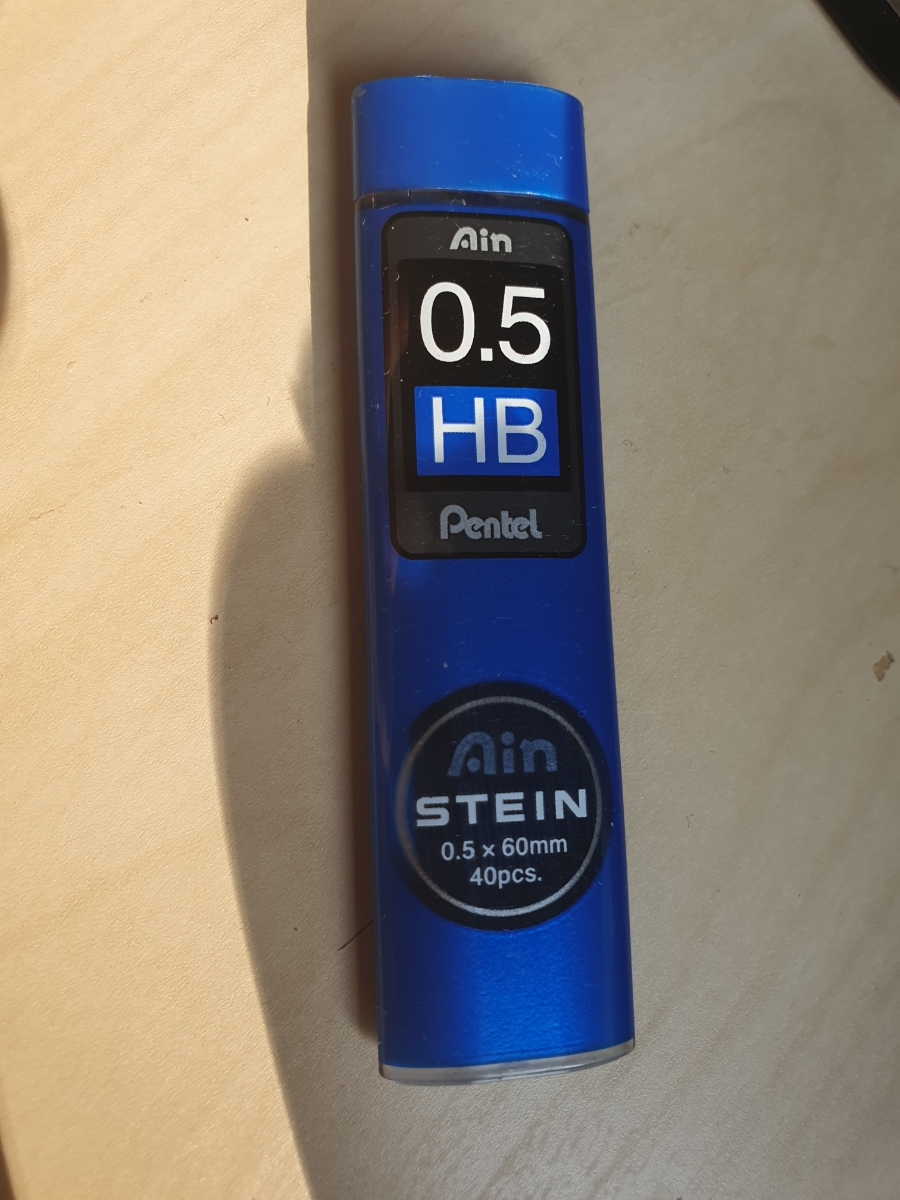 Ain
0.5
HB
Pentel
Ain
STEIN
0.5 × 60mm
40pcs.